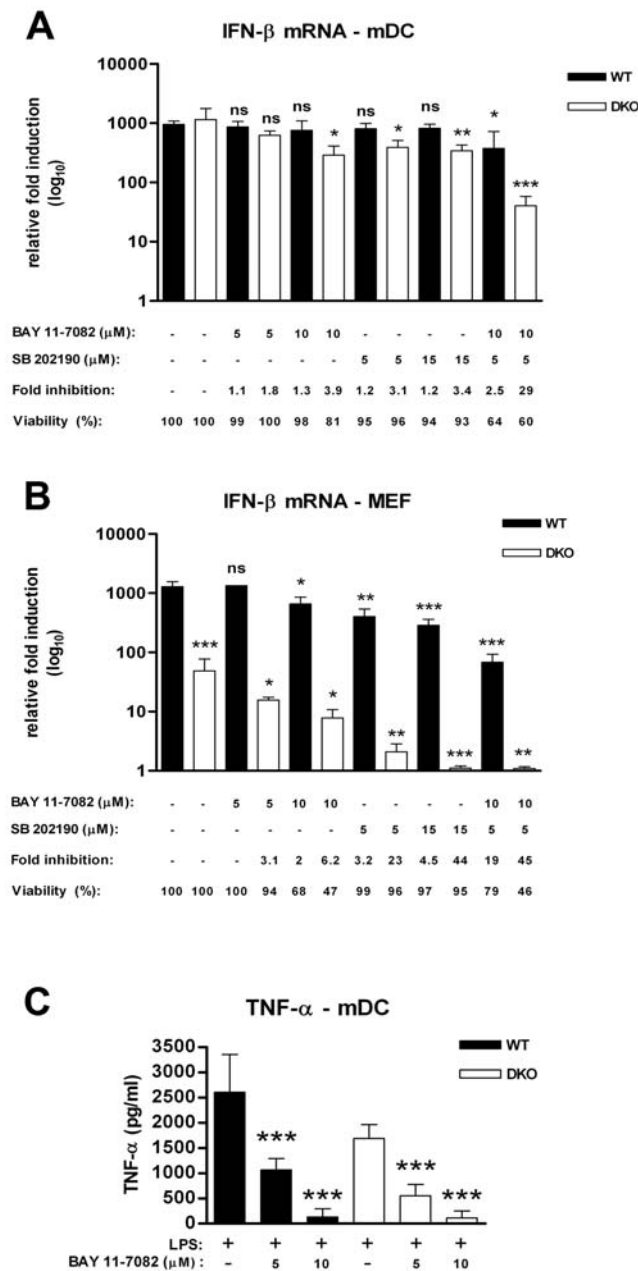 A
IFN-β mRNA - mDC
WT
DKO
relative fold induction
(log10)
10000
1000
100
10
1
ns ns ns * ns * ns ** * ***
BAY 11-7082 (μM): - - 5 5 10 10 - - - - 10 10
SB 202190 (μM): - - - - - - 5 5 15 15 5 5
Fold inhibition: - - 1.1 1.8 1.3 3.9 1.2 3.1 1.2 3.4 2.5 29
Viability (%): 100 100 99 100 98 81 95 96 94 93 64 60
B
IFN-β mRNA - MEF
WT
DKO
relative fold induction
(log10)
10000
1000
100
10
1
*** ns * * * ** ** *** *** *** **
BAY 11-7082 (μM): - - 5 5 10 10 - - - - 10 10
SB 202190 (μM): - - - - - - 5 5 15 15 5 5
Fold inhibition: - - - 3.1 2 6.2 3.2 23 4.5 44 19 45
Viability (%): 100 100 100 94 68 47 99 96 97 95 79 46
C
TNF-α - mDC
WT
DKO
TNF-α (pg/ml)
3500
3000
2500
2000
1500
1000
500
0
*** *** *** ***
LPS: + + + + + +
BAY 11-7082 (μM) : - 5 10 - 5 10